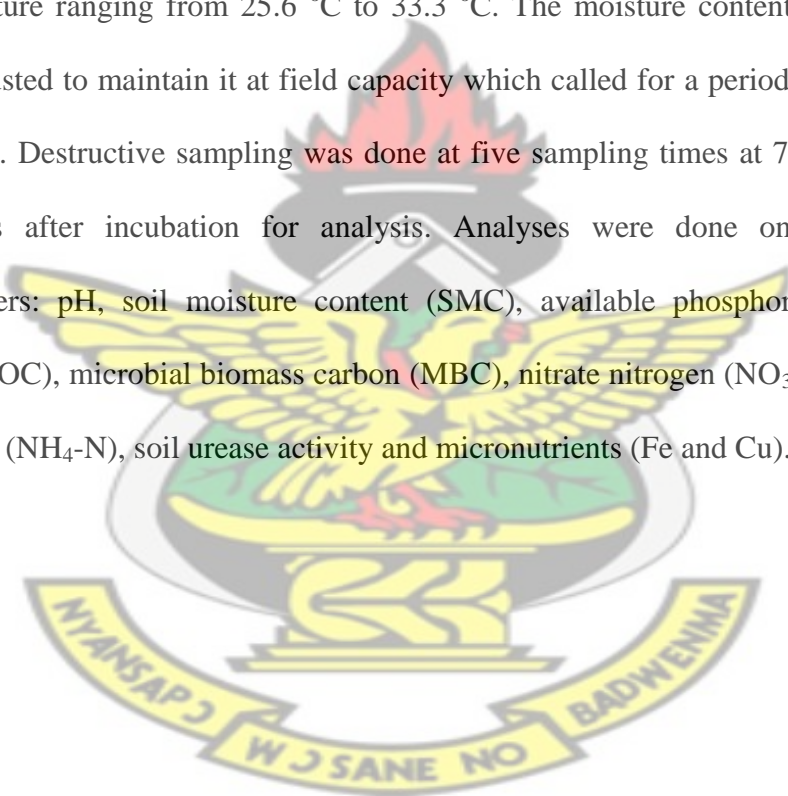 ture ranging from 25.6 °C to 33.3 °C. The moisture content
usted to maintain it at field capacity which called for a period
. Destructive sampling was done at five sampling times at 7
s after incubation for analysis. Analyses were done on
ers: pH, soil moisture content (SMC), available phosphor
OC), microbial biomass carbon (MBC), nitrate nitrogen (NO₃
(NH₄-N), soil urease activity and micronutrients (Fe and Cu).
NYANSAPƆ WƆ SANE NO BADWENMA